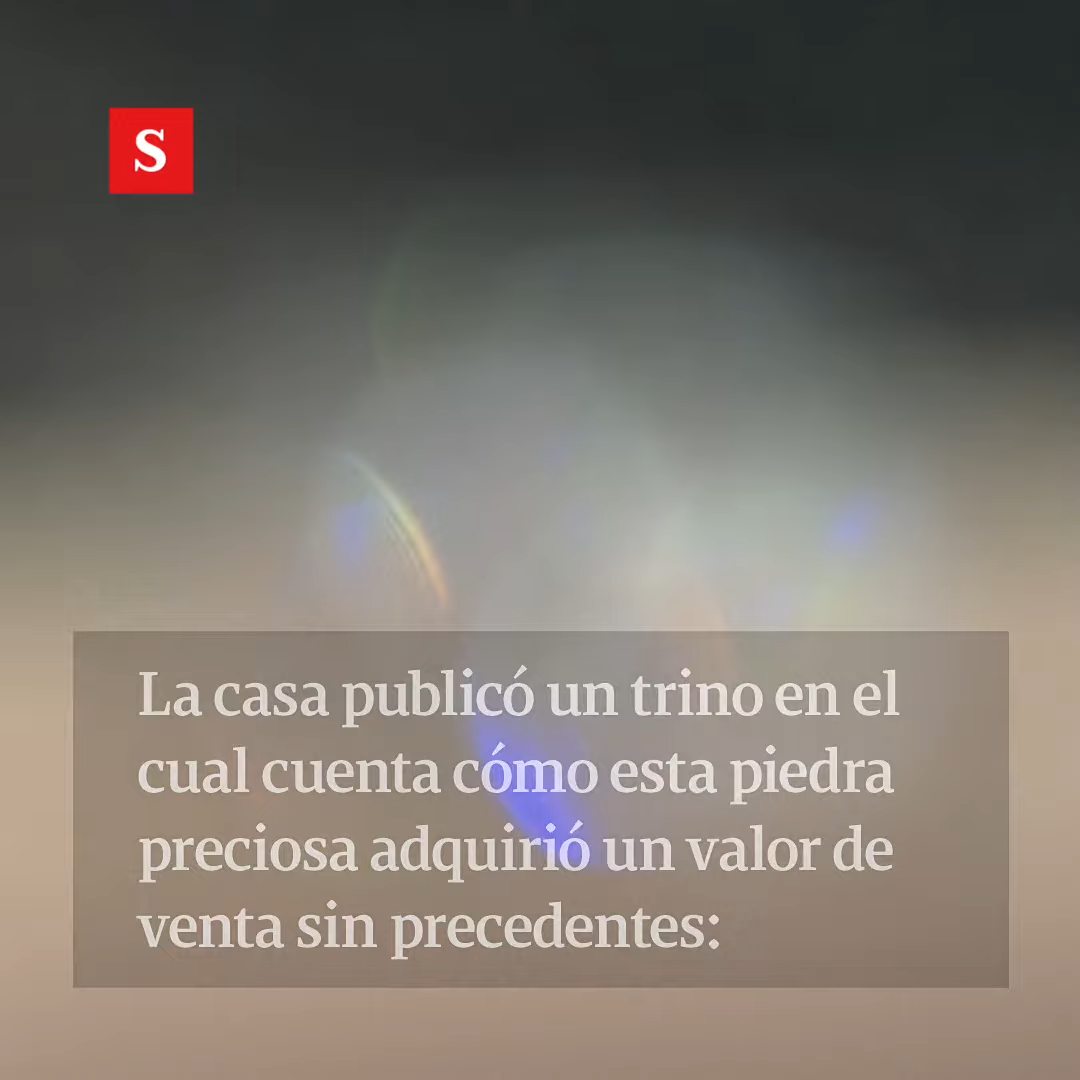 S
La casa publicó un trino en el
cual cuenta cómo esta piedra
preciosa adquirió un valor de
venta sin precedentes: